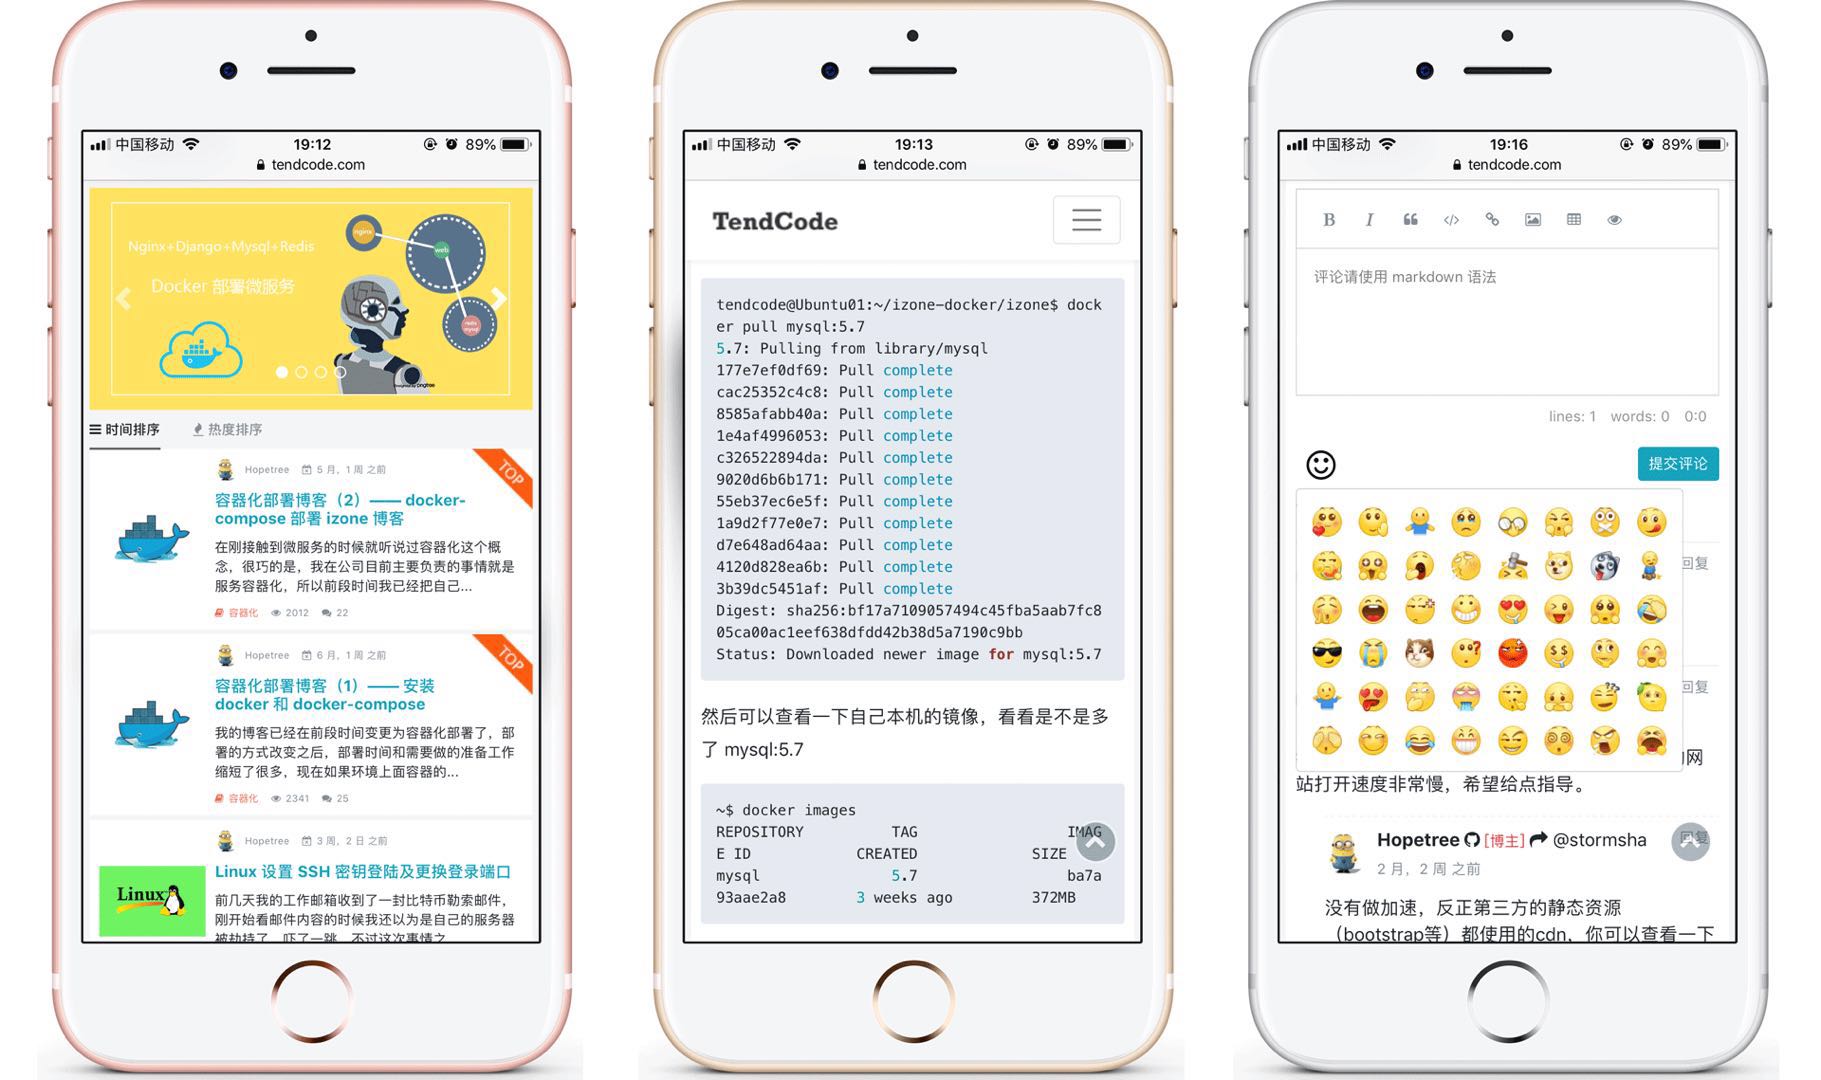 中国移动 19:12 89%
tendcode.com
Nginx+Django+Mysql+Redis
Docker 部署微服务
nginx
web
redis
mysql
时间排序 热度排序
Hopetree 5 月, 1 周 之前
TOP
容器化部署博客（2）—— docker-
compose 部署 izone 博客
在刚接触到微服务的时候就听说过容器化这个概
念，很巧的是，我在公司目前主要负责的事情就是
服务容器化，所以前段时间我已经把自己...
容器化 2012 22
Hopetree 6 月, 1 周 之前
TOP
容器化部署博客（1）—— 安装
docker 和 docker-compose
我的博客已经在前段时间变更为容器化部署了，部
署的方式改变之后，部署时间和需要做的准备工作
缩短了很多，现在如果环境上面容器的...
容器化 2341 25
Hopetree 3 周, 2 日 之前
Linux 设置 SSH 密钥登陆及更换登录端口
Linux
前几天我的工作邮箱收到了一封比特币勒索邮件，
刚开始看邮件内容的时候我还以为是自己的服务器
被劫持了，吓了一跳，不过这次事情之
中国移动 19:13 89%
tendcode.com
TendCode
tendcode@Ubuntu01:~/izone-docker/izone$ dock
er pull mysql:5.7
5.7: Pulling from library/mysql
177e7ef0df69: Pull complete
cac25352c4c8: Pull complete
8585afabb40a: Pull complete
1e4af4996053: Pull complete
c326522894da: Pull complete
9020d6b6b171: Pull complete
55eb37ec6e5f: Pull complete
1a9d2f77e0e7: Pull complete
d7e648ad64aa: Pull complete
4120d828ea6b: Pull complete
3b39dc5451af: Pull complete
Digest: sha256:bf17a7109057494c45fba5aab7fc8
05ca00ac1eef638dfdd42b38d5a7190c9bb
Status: Downloaded newer image for mysql:5.7
然后可以查看一下自己本机的镜像，看看是不是多
了 mysql:5.7
~$ docker images
REPOSITORY TAG IMAG
E ID CREATED SIZE
mysql 5.7 ba7a
93aae2a8 3 weeks ago 372MB
中国移动 19:16 89%
tendcode.com
B I
评论请使用 markdown 语法
lines: 1 words: 0 0:0
提交评论
回复
回复
网
站打开速度非常慢，希望给点指导。
Hopetree [博主] @stormsha 回复
2 月, 2 周 之前
没有做加速，反正第三方的静态资源
（bootstrap等）都使用的cdn，你可以查看一下